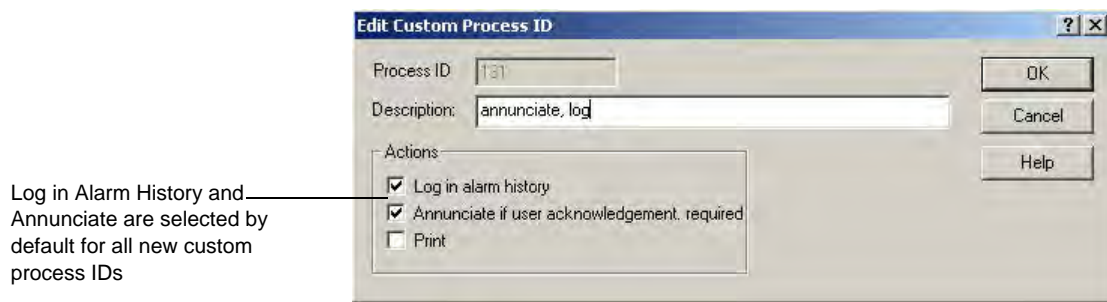 Edit Custom Process ID
Process ID
131
OK
Description:
annunciate, log
Cancel
Actions
Help
Log in alarm history
Annunciate if user acknowledgement. required
Print
Log in Alarm History and
Annunciate are selected by
default for all new custom
process IDs